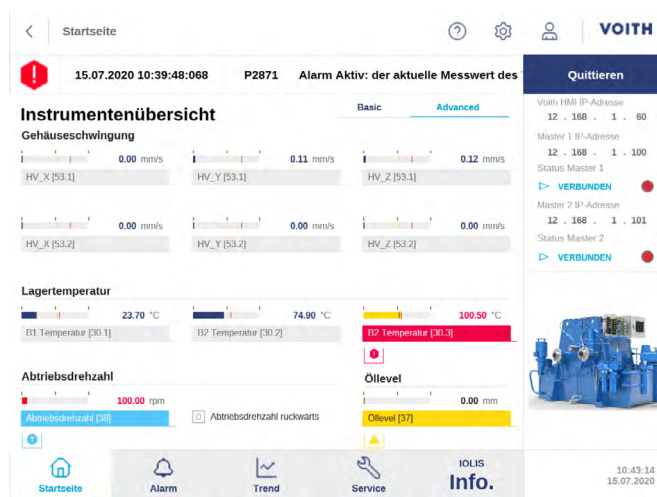 Startseite
VOITH
15.07.2020 10:39:48:068 P2871 Alarm Aktiv: der aktuelle Messwert des
Quittieren
Instrumentenübersicht
Basic Advanced
Gehäuseschwingung
0.00 mm/s 0.11 mm/s 0.12 mm/s
HV_X [53.1] HV_Y [53.1] HV_Z [53.1]
0.00 mm/s 0.00 mm/s 0.00 mm/s
HV_X [53.2] HV_Y [53.2] HV_Z [53.2]
Lagertemperatur
23.70 °C 74.90 °C 100.50 °C
B1 Temperatur [30.1] B2 Temperatur [30.2] B2 Temperatur [30.3]
Abtriebsdrehzahl Öllevel
100.00 rpm 0.00 mm
Abtriebsdrehzahl [38] 0 Abtriebsdrehzahl ruckwarts Ollevel [37]
Voith HMI IP-Adresse
12 . 168 . 1 . 60
Master 1 IP-Adresse
12 . 168 . 1 . 100
Status Master 1
VERBUNDEN
Master 2 IP-Adresse
12 . 168 . 1 . 101
Status Master 2
VERBUNDEN
Startseite Alarm Trend Service IOLIS
Info.
10:43:14
15.07.2020